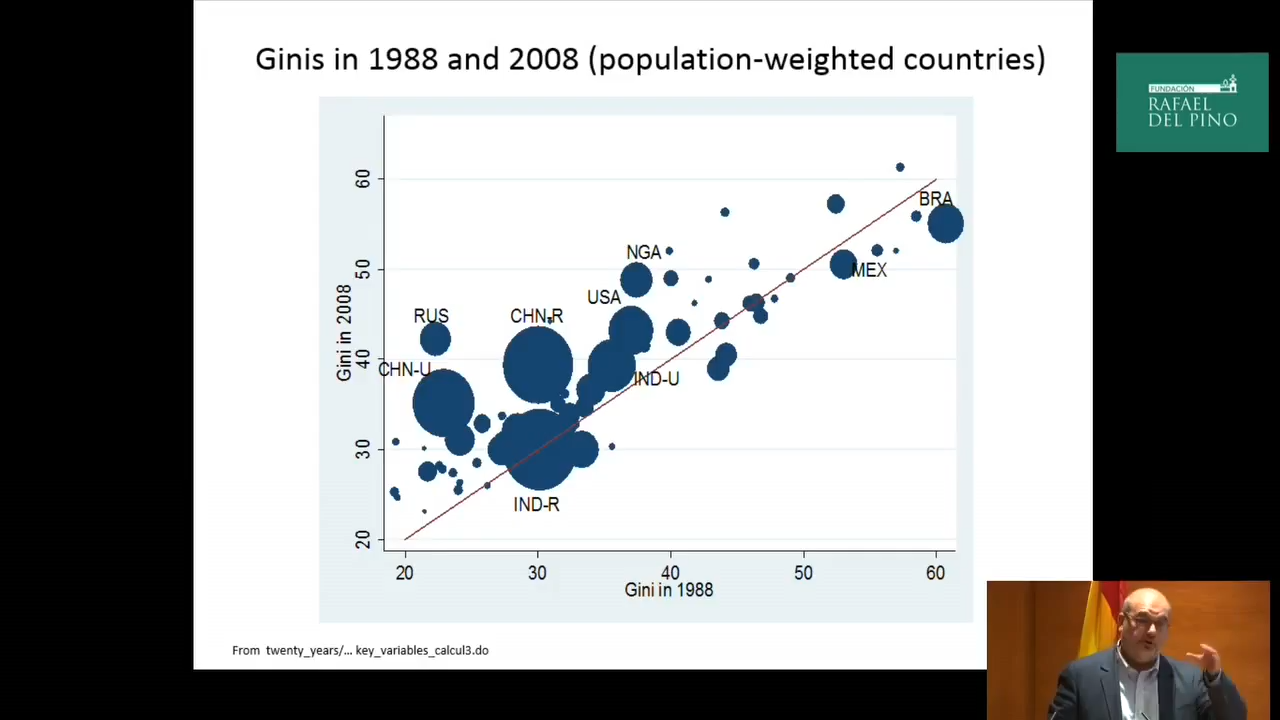 Ginis in 1988 and 2008 (population-weighted countries)
FUNDACIÓN
RAFAEL
DEL PINO
60
50
40
30
20
Gini in 2008
BRA
NGA
MEX
USA
RUS
CHN-R
CHN-U
IND-U
IND-R
20 30 40 50 60
Gini in 1988
From twenty_years/... key_variables_calcul3.do